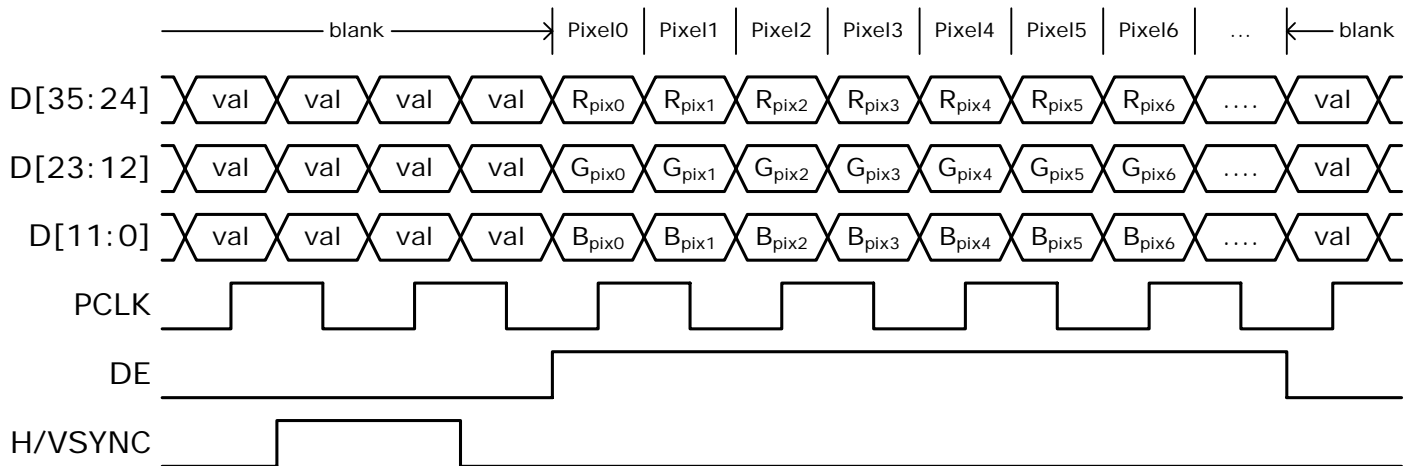 blank Pixel0 Pixel1 Pixel2 Pixel3 Pixel4 Pixel5 Pixel6 ... blank
D[35:24] val val val val Rpix0 Rpix1 Rpix2 Rpix3 Rpix4 Rpix5 Rpix6 .... val
D[23:12] val val val val Gpix0 Gpix1 Gpix2 Gpix3 Gpix4 Gpix5 Gpix6 .... val
D[11:0] val val val val Bpix0 Bpix1 Bpix2 Bpix3 Bpix4 Bpix5 Bpix6 .... val
PCLK
DE
H/VSYNC